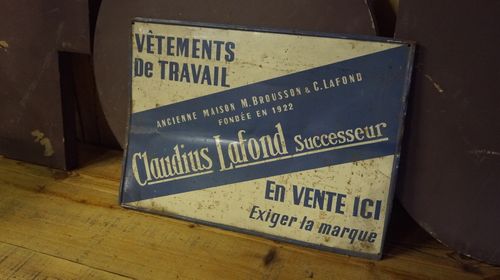 VÊTEMENTS
De TRAVAIL
ANCIENNE MAISON M. BROUSSON & C. LAFOND
FONDÉE EN 1922
Claudius Lafond Successeur
En VENTE ICI
Exiger la marque